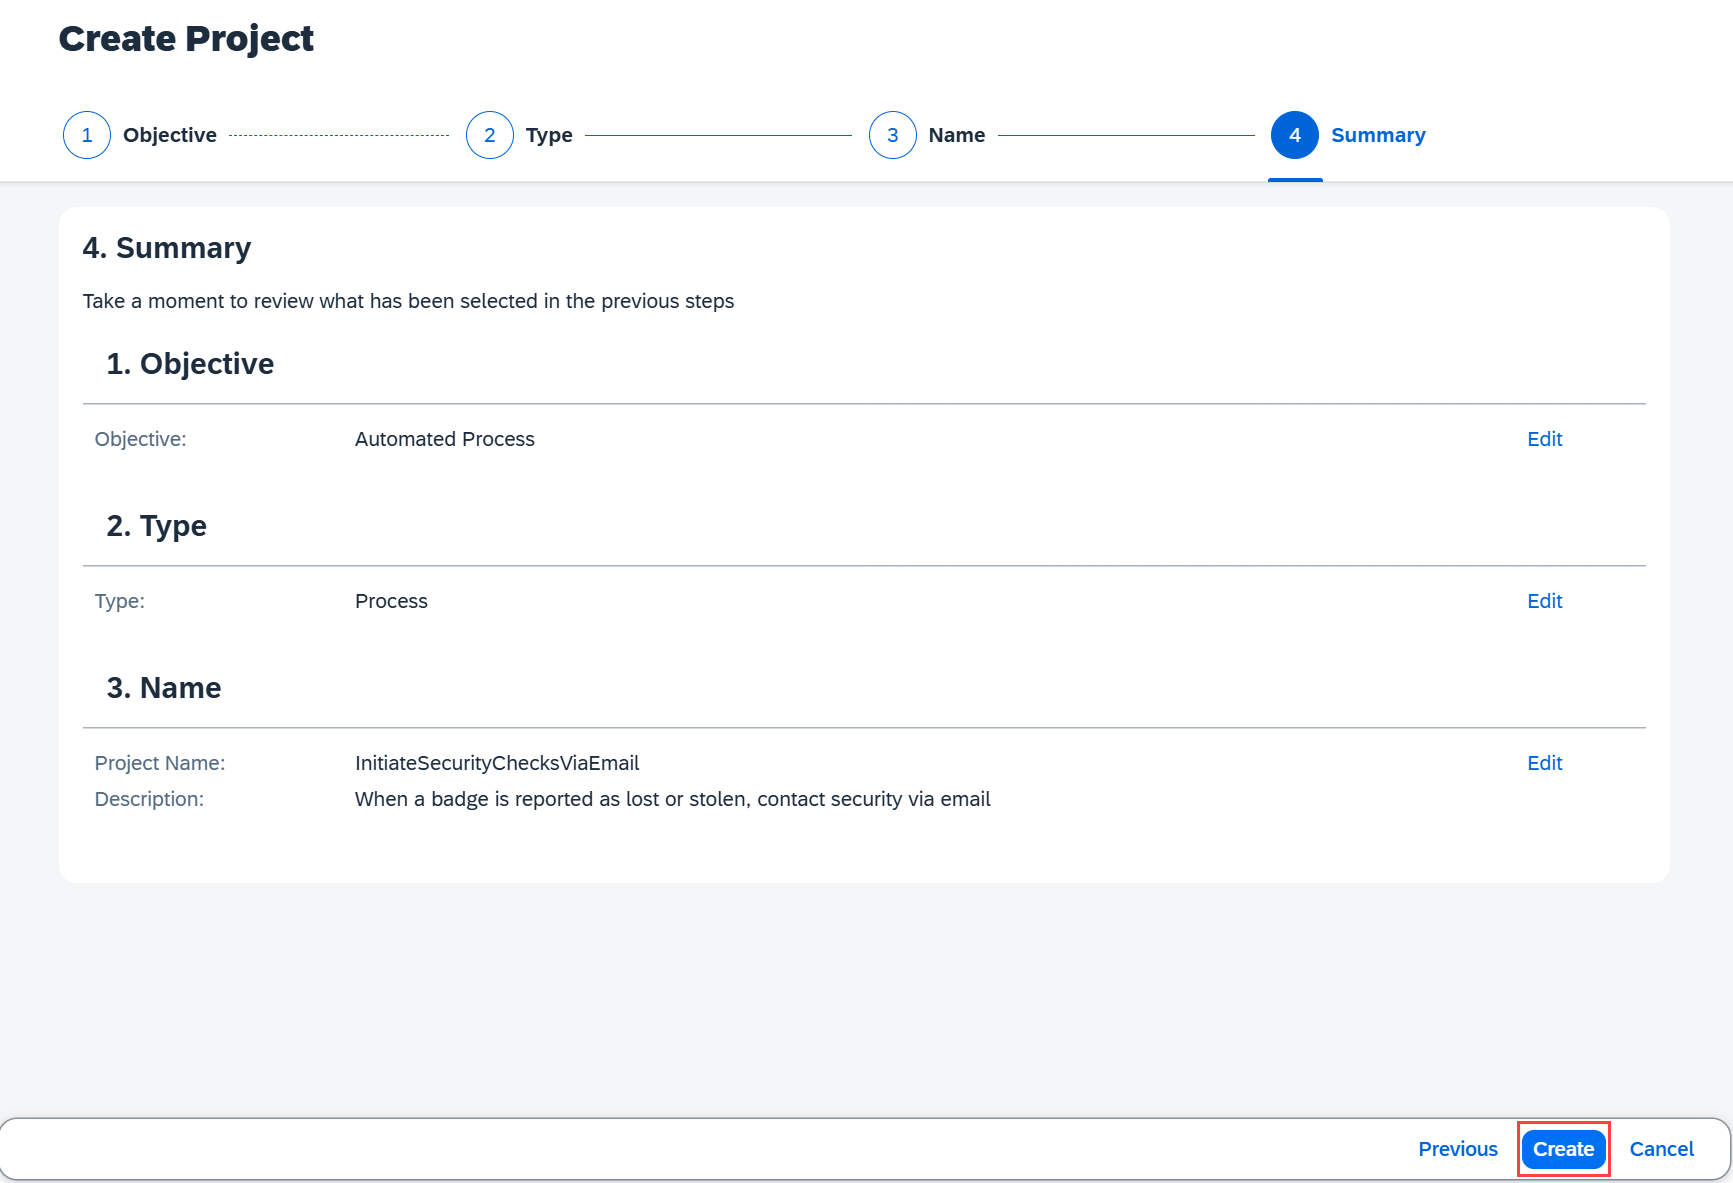 Create Project
1 Objective 2 Type 3 Name 4 Summary
4. Summary
Take a moment to review what has been selected in the previous steps
1. Objective
Objective: Automated Process Edit
2. Type
Type: Process Edit
3. Name
Project Name: InitiateSecurityChecksViaEmail Edit
Description: When a badge is reported as lost or stolen, contact security via email
Previous Create Cancel